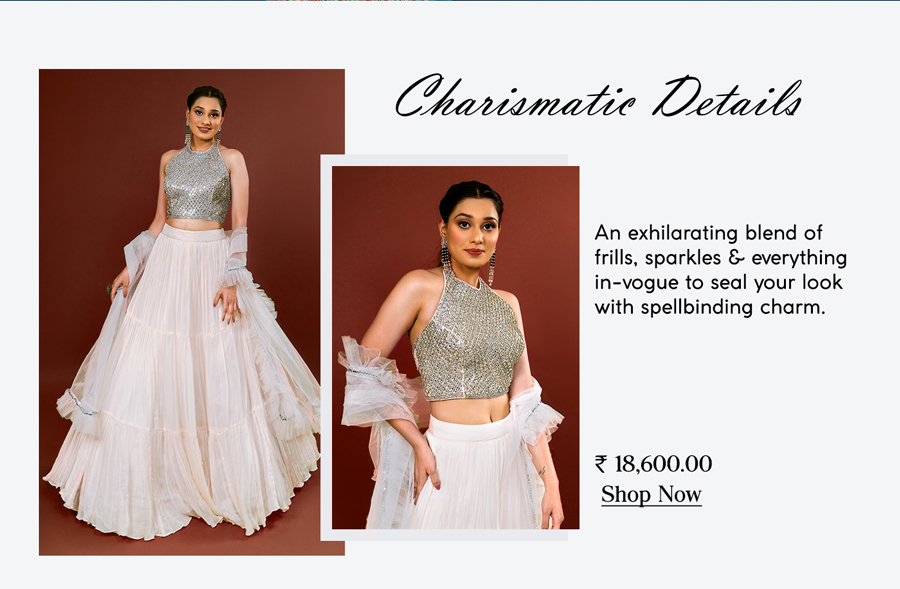 Charismatic Details
An exhilarating blend of
frills, sparkles & everything
in-vogue to seal your look
with spellbinding charm.
₹ 18,600.00
Shop Now